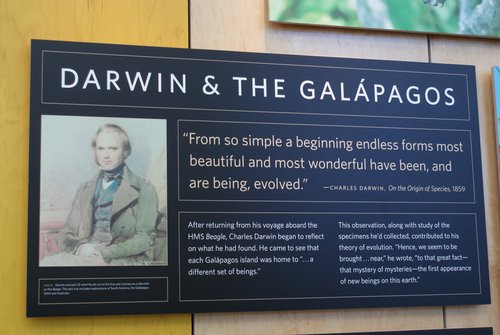 DARWIN & THE GALÁPAGOS
“From so simple a beginning endless forms most
beautiful and most wonderful have been, and
are being, evolved.” —CHARLES DARWIN, On the Origin of Species, 1859
After returning from his voyage aboard the
HMS Beagle, Charles Darwin began to reflect
on what he had found. He came to see that
each Galápagos island was home to “...a
different set of beings.”
This observation, along with study of the
specimens he'd collected, contributed to his
theory of evolution. “Hence, we seem to be
brought ...near,” he wrote, “to that great fact—
that mystery of mysteries—the first appearance
of new beings on this earth.”